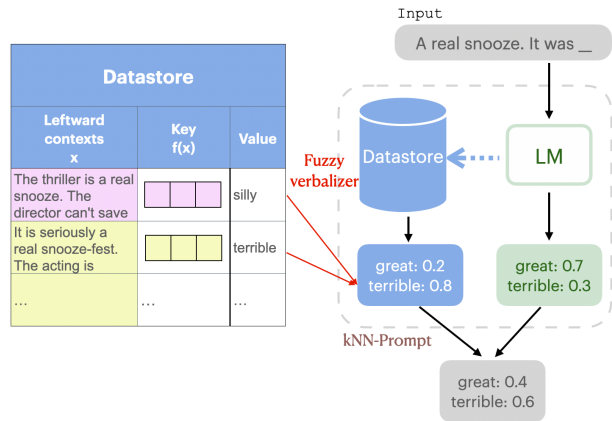 Input
A real snooze. It was __
Datastore
Leftward
contexts
x
Key
f(x)
Value
The thriller is a real
snooze. The
director can't save
silly
It is seriously a
real snooze-fest.
The acting is
terrible
...
...
...
Fuzzy
verbalizer
Datastore
LM
great: 0.2
terrible: 0.8
great: 0.7
terrible: 0.3
kNN-Prompt
great: 0.4
terrible: 0.6